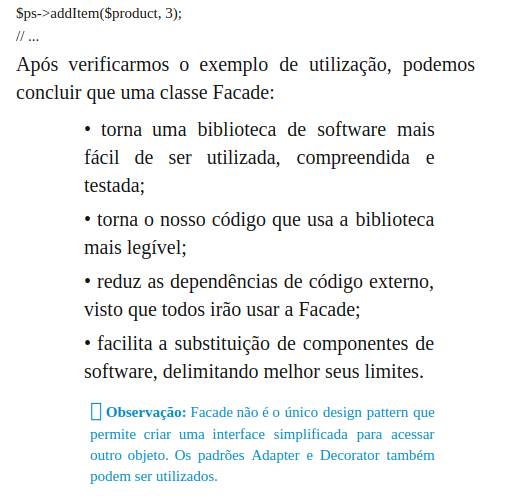 $ps->addItem($product, 3);
// ...
Após verificarmos o exemplo de utilização, podemos
concluir que uma classe Facade:
• torna uma biblioteca de software mais
fácil de ser utilizada, compreendida e
testada;
• torna o nosso código que usa a biblioteca
mais legível;
• reduz as dependências de código externo,
visto que todos irão usar a Facade;
• facilita a substituição de componentes de
software, delimitando melhor seus limites.
Observação: Facade não é o único design pattern que
permite criar uma interface simplificada para acessar
outro objeto. Os padrões Adapter e Decorator também
podem ser utilizados.